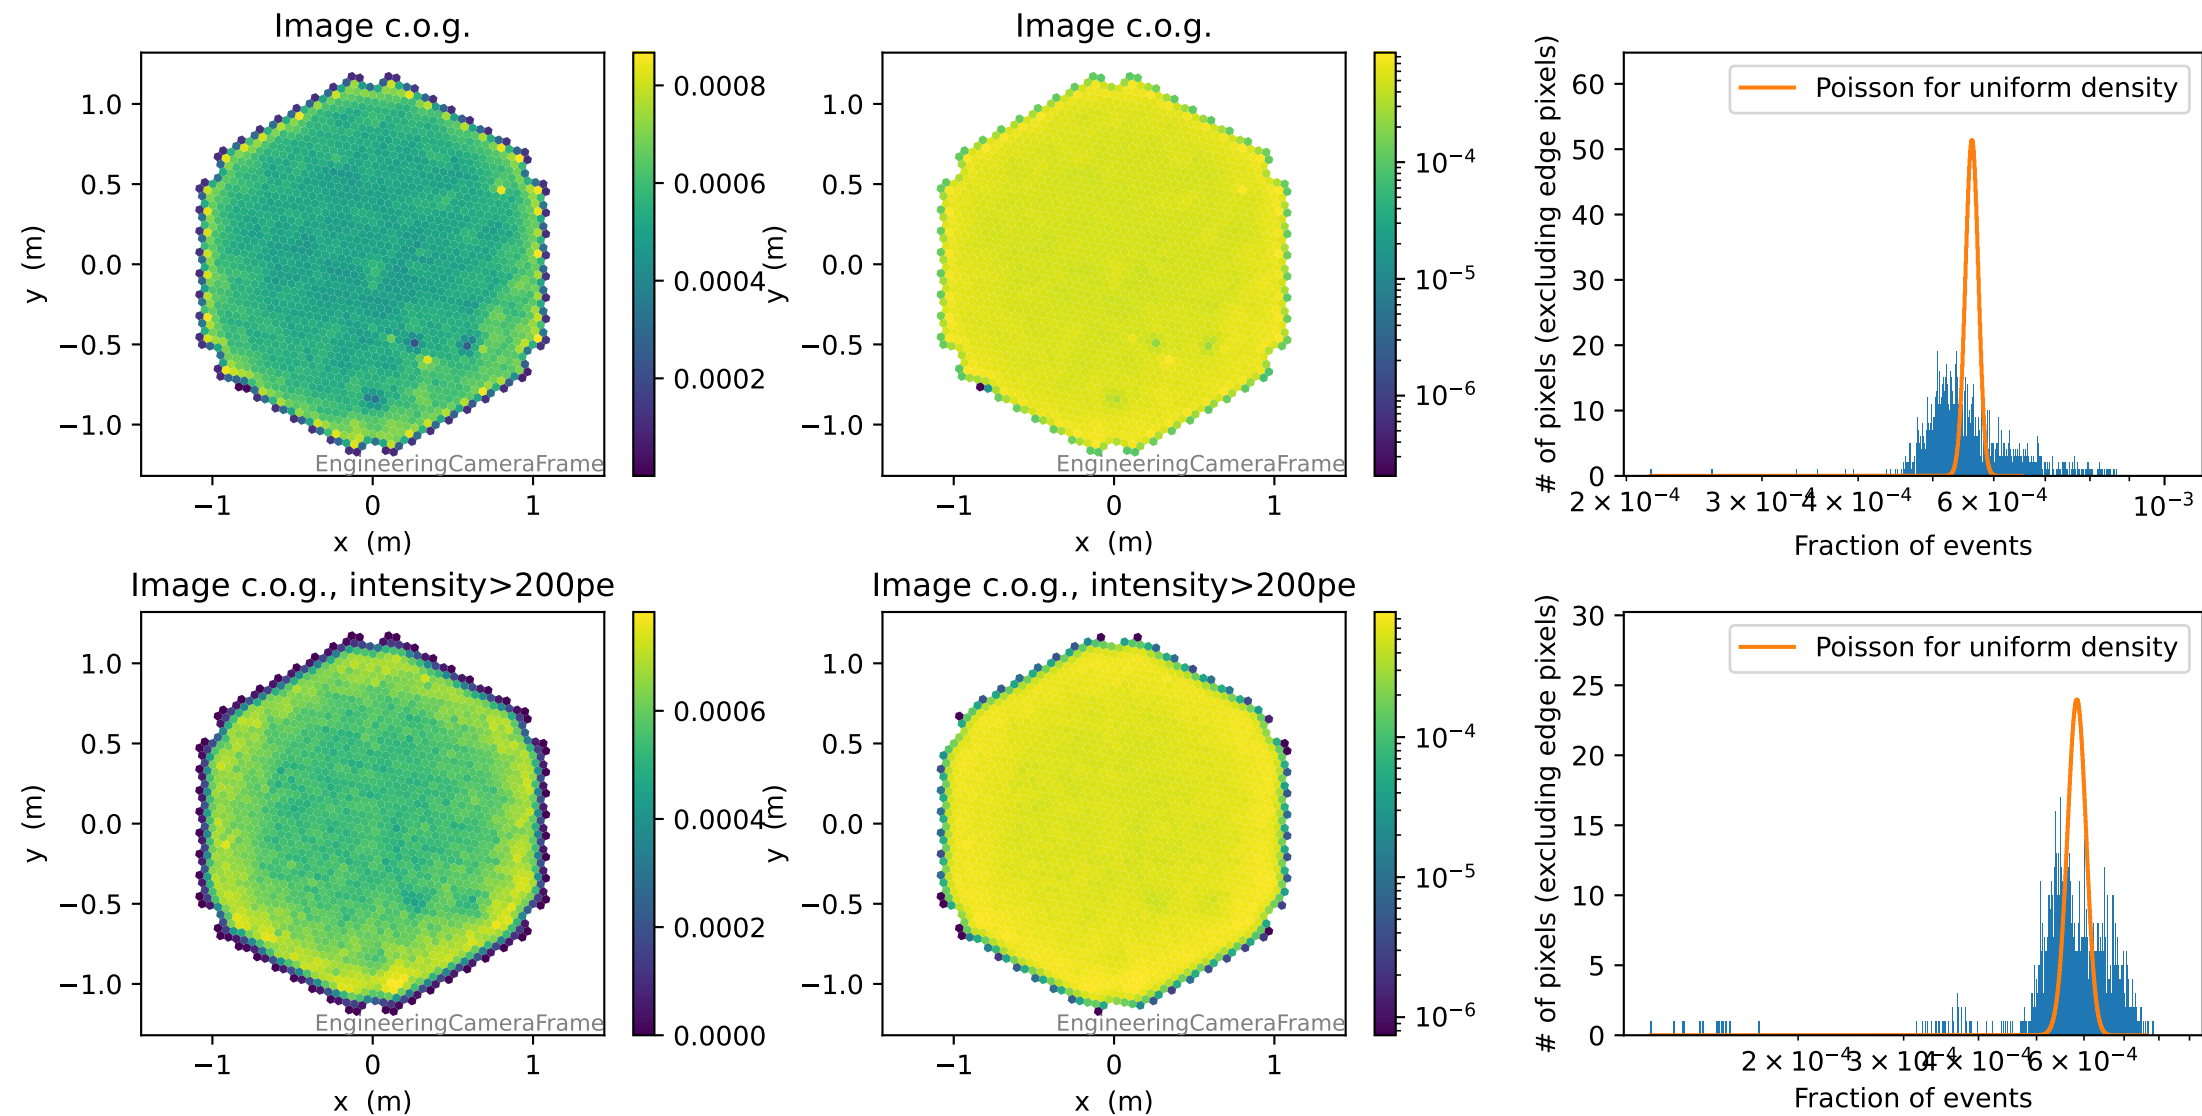 Image c.o.g.
1.0
0.5
0.0
−0.5
−1.0
y (m)
−1
0
1
x (m)
EngineeringCameraFrame
0.0008
0.0006
0.0004
0.0002
Image c.o.g.
1.0
0.5
0.0
−0.5
−1.0
y (m)
−1
0
1
x (m)
EngineeringCameraFrame
10⁻⁴
10⁻⁵
10⁻⁶
Poisson for uniform density
60
50
40
30
20
10
0
# of pixels (excluding edge pixels)
2 × 10⁻⁴
3 × 10⁻⁴
4 × 10⁻⁴
6 × 10⁻⁴
10⁻³
Fraction of events
Image c.o.g., intensity>200pe
1.0
0.5
0.0
−0.5
−1.0
y (m)
−1
0
1
x (m)
EngineeringCameraFrame
0.0006
0.0004
0.0002
0.0000
Image c.o.g., intensity>200pe
1.0
0.5
0.0
−0.5
−1.0
y (m)
−1
0
1
x (m)
EngineeringCameraFrame
10⁻⁴
10⁻⁵
10⁻⁶
Poisson for uniform density
30
25
20
15
10
5
0
# of pixels (excluding edge pixels)
2 × 10⁻⁴
3 × 10⁻⁴
4 × 10⁻⁴
6 × 10⁻⁴
Fraction of events